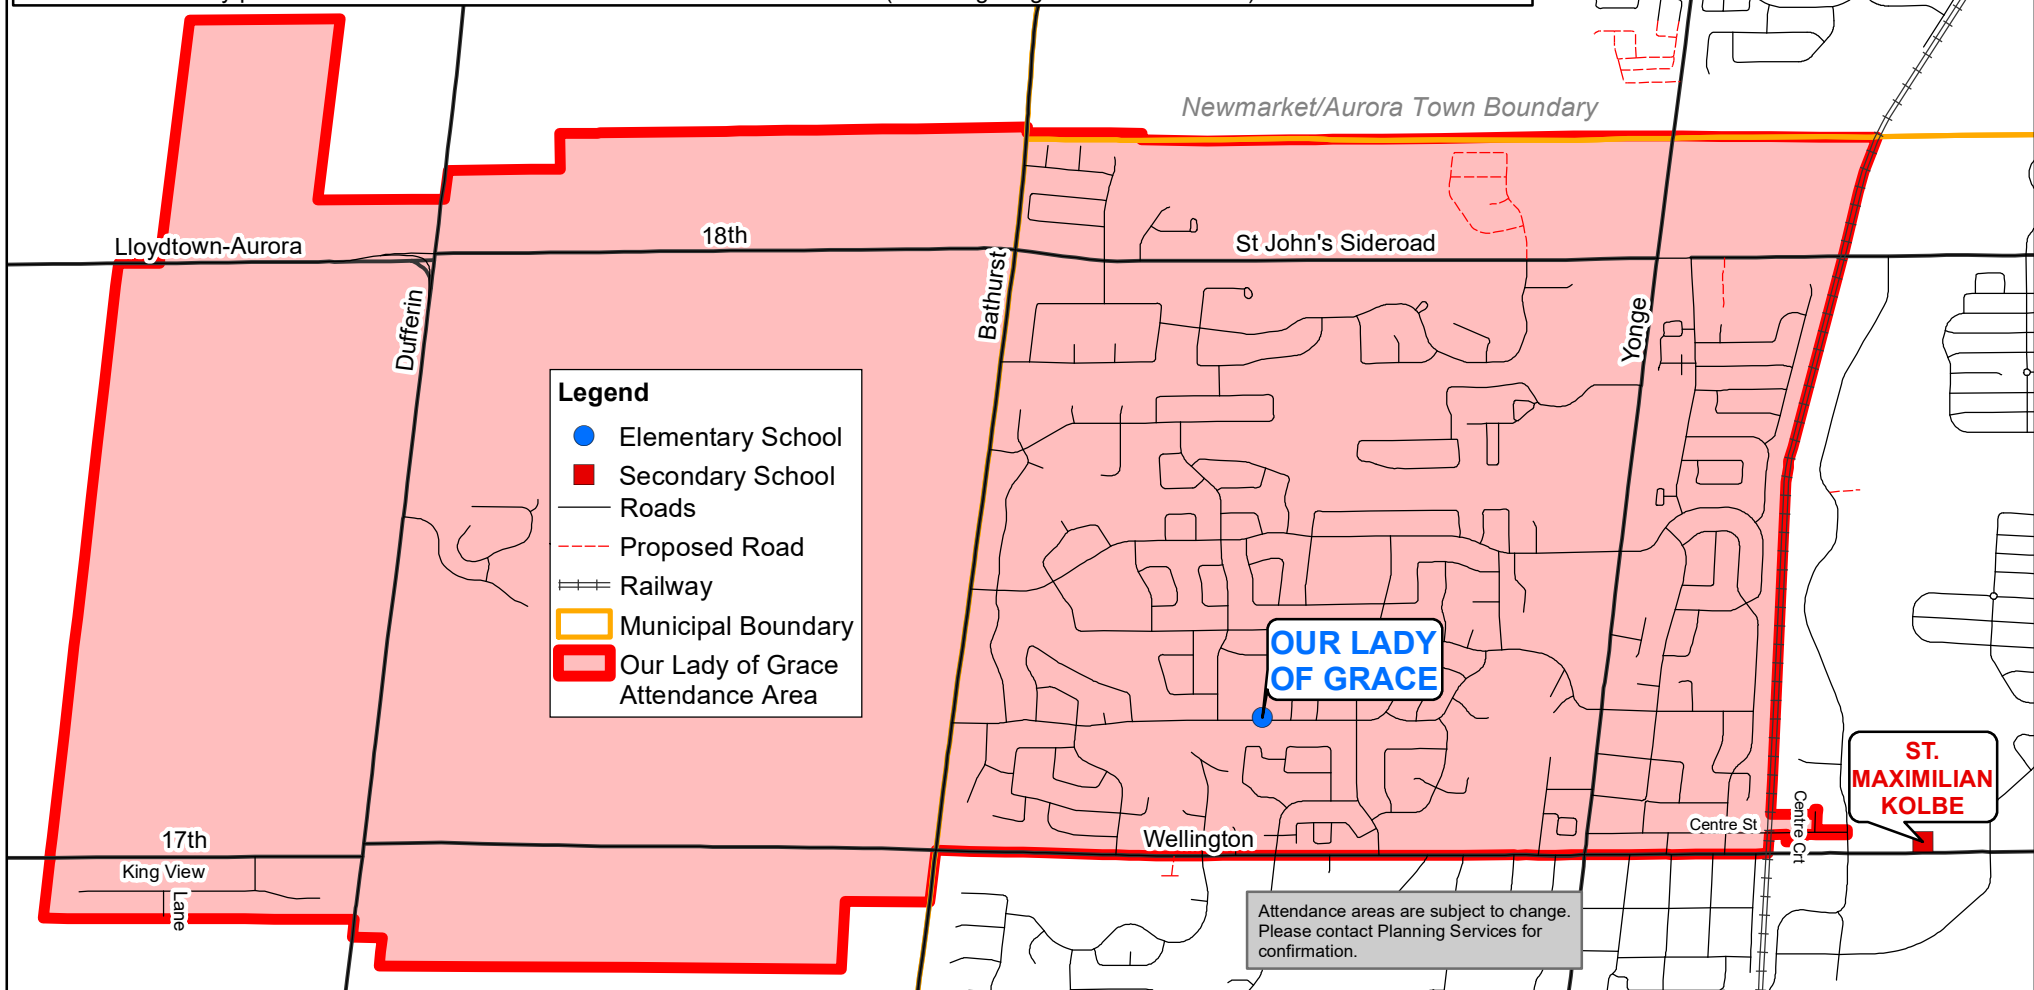 Newmarket/Aurora Town Boundary
Lloydtown-Aurora
18th
St John's Sideroad
Dufferin
Bathurst
Yonge
Legend
Elementary School
Secondary School
Roads
Proposed Road
Railway
Municipal Boundary
Our Lady of Grace
Attendance Area
OUR LADY
OF GRACE
ST.
MAXIMILIAN
KOLBE
17th
King View
Lane
Wellington
Centre St
Centre Crt
Attendance areas are subject to change.
Please contact Planning Services for
confirmation.